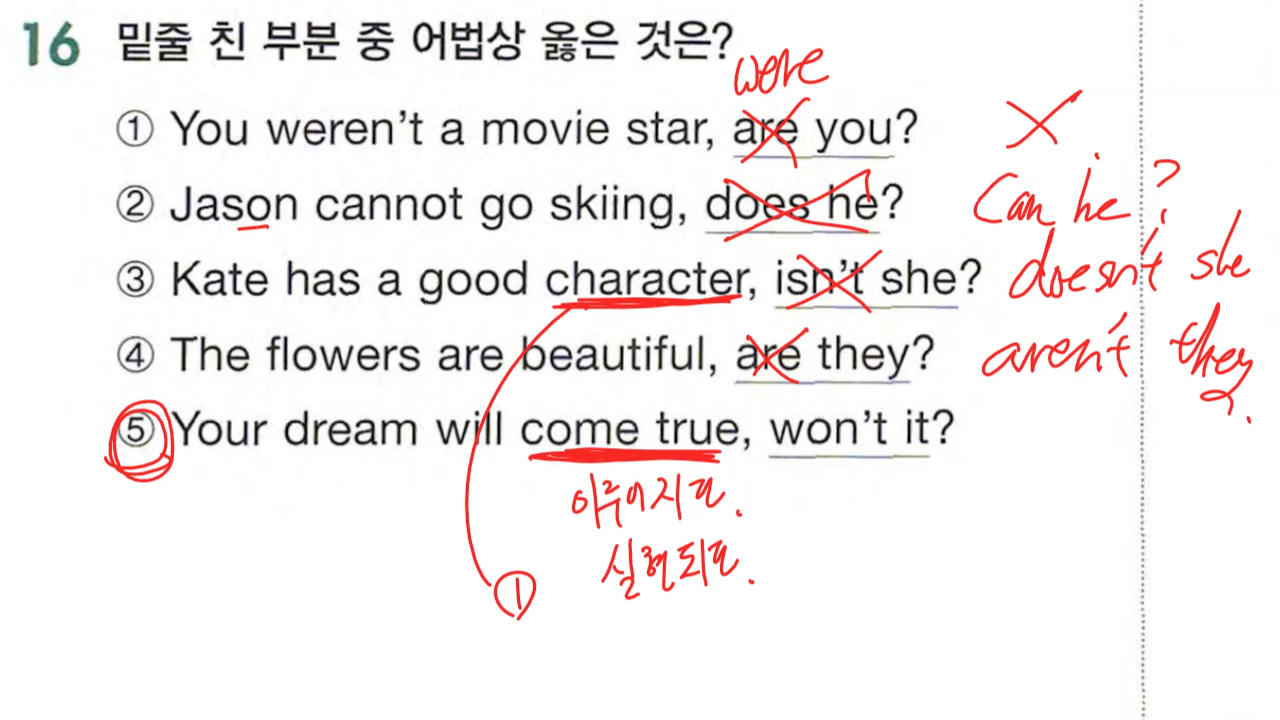 16 밑줄 친 부분 중 어법상 옳은 것은?
were
① You weren't a movie star, are you?
② Jason cannot go skiing, does he? Can he?
③ Kate has a good character, isn't she? doesn't she
④ The flowers are beautiful, are they? aren't they?
⑤ Your dream will come true, won't it?
이루어지다.
실현되다.
①